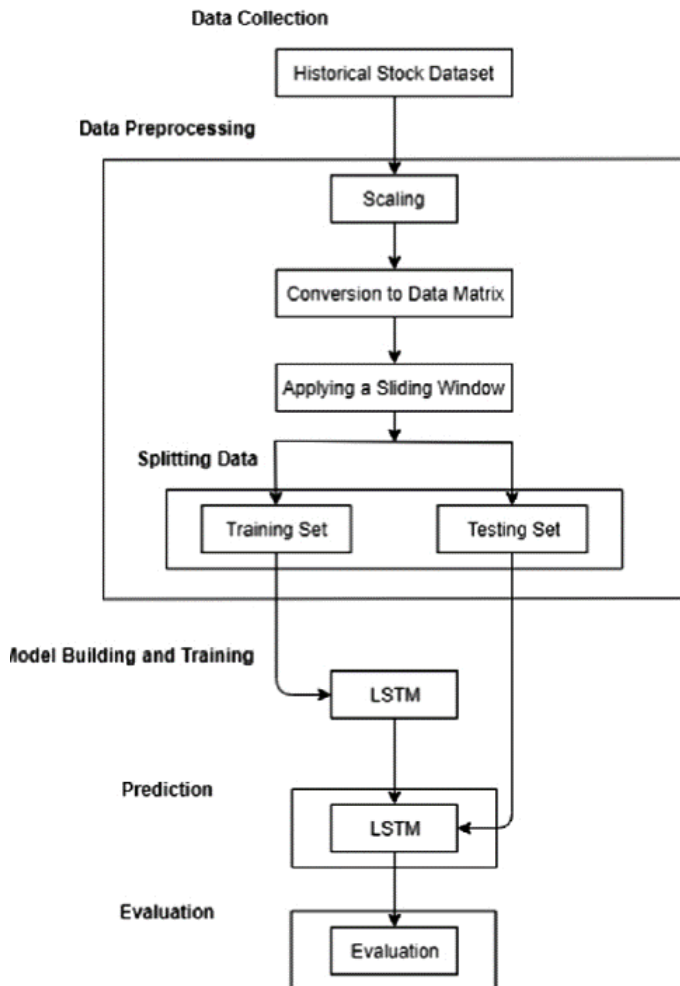 Data Collection
Historical Stock Dataset
Data Preprocessing
Scaling
Conversion to Data Matrix
Applying a Sliding Window
Splitting Data
Training Set
Testing Set
Model Building and Training
LSTM
Prediction
LSTM
Evaluation
Evaluation